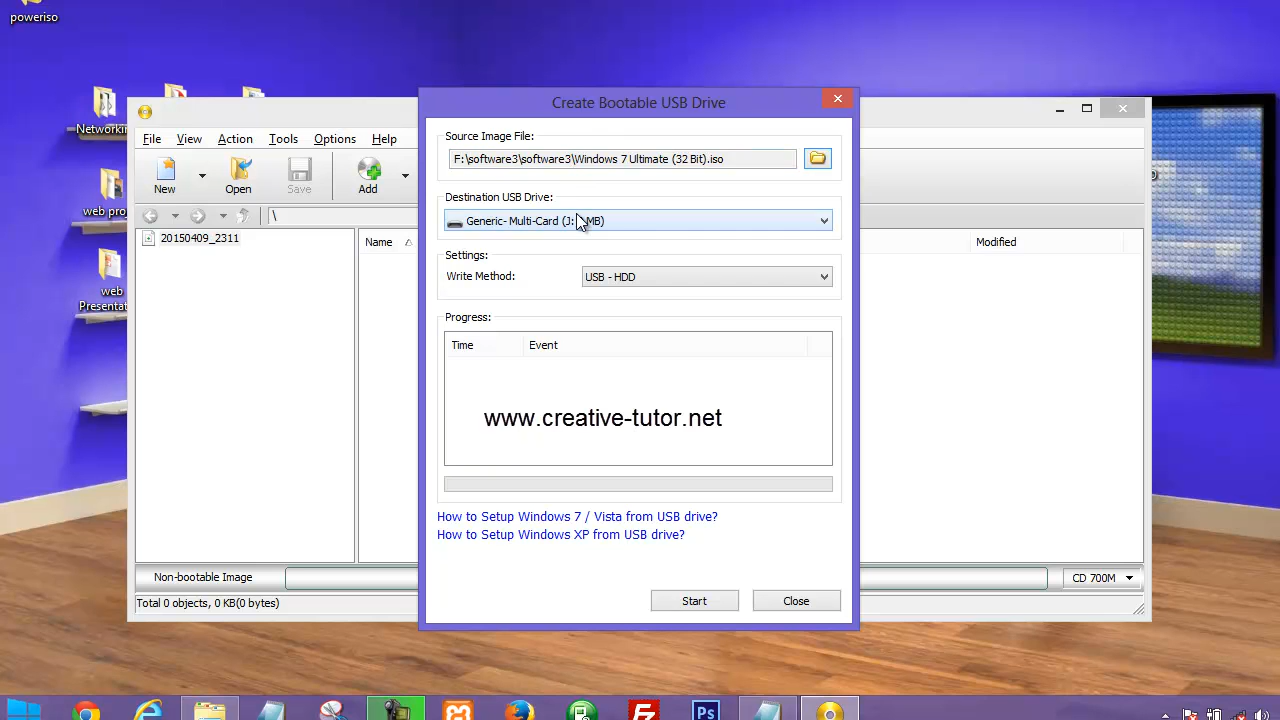 poweriso
Create Bootable USB Drive
File View Action Tools Options Help
New Open Save Add
\
20150409_2311
Name Modified
Source Image File:
F:\software3\software3\Windows 7 Ultimate (32 Bit).iso
Destination USB Drive:
Generic- Multi-Card (J: MB)
Settings:
Write Method: USB - HDD
Progress:
Time Event
www.creative-tutor.net
How to Setup Windows 7 / Vista from USB drive?
How to Setup Windows XP from USB drive?
Start Close
Non-bootable Image
CD 700M
Total 0 objects, 0 KB(0 bytes)
web
Ps